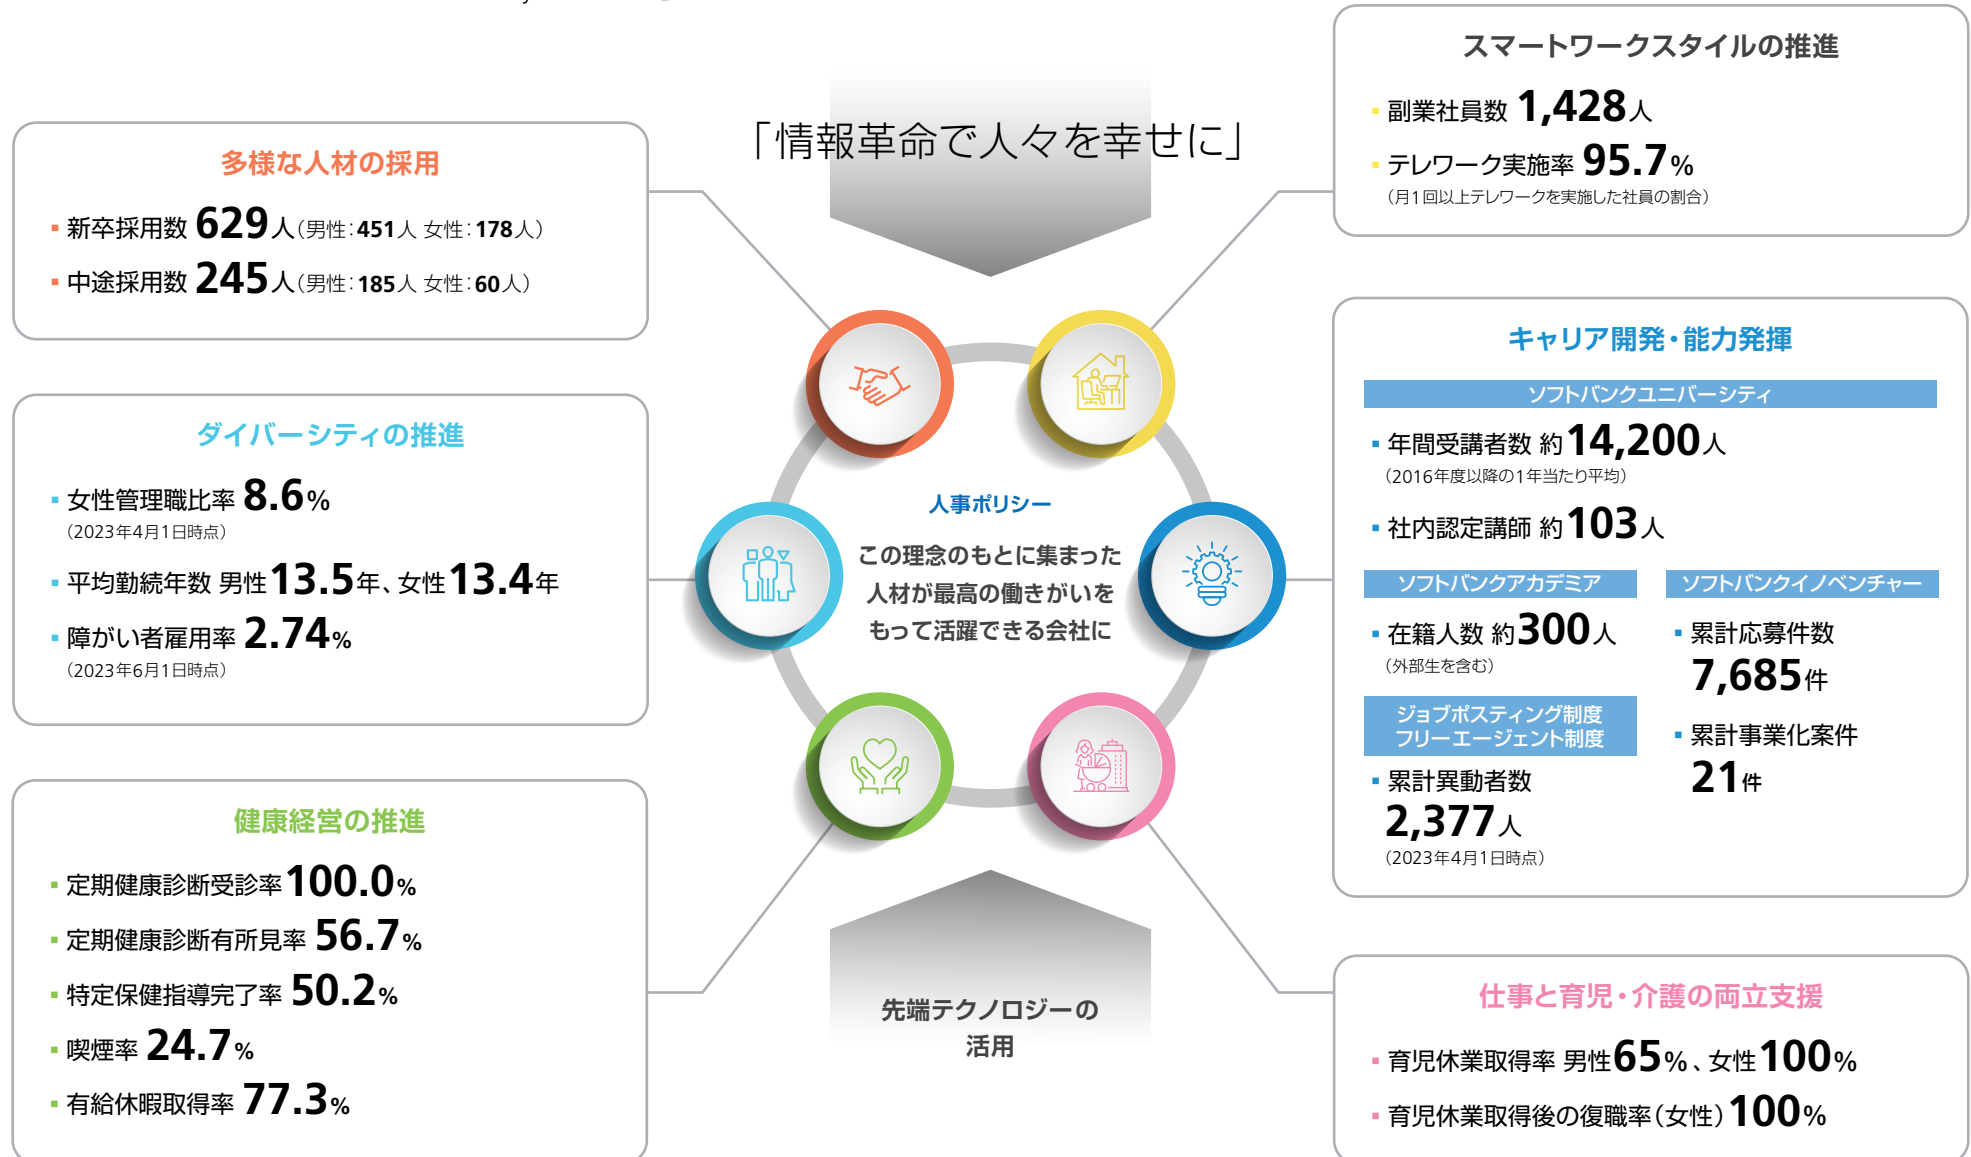 「情報革命で人々を幸せに」
多様な人材の採用
▪ 新卒採用数 629人(男性:451人 女性:178人)
▪ 中途採用数 245人(男性:185人 女性:60人)
ダイバーシティの推進
▪ 女性管理職比率 8.6%
(2023年4月1日時点)
▪ 平均勤続年数 男性13.5年、女性13.4年
▪ 障がい者雇用率 2.74%
(2023年6月1日時点)
健康経営の推進
▪ 定期健康診断受診率100.0%
▪ 定期健康診断有所見率 56.7%
▪ 特定保健指導完了率 50.2%
▪ 喫煙率 24.7%
▪ 有給休暇取得率 77.3%
人事ポリシー
この理念のもとに集まった
人材が最高の働きがいを
もって活躍できる会社に
先端テクノロジーの
活用
スマートワークスタイルの推進
▪ 副業社員数 1,428人
▪ テレワーク実施率 95.7%
(月1回以上テレワークを実施した社員の割合)
キャリア開発・能力発揮
ソフトバンクユニバーシティ
▪ 年間受講者数 約14,200人
(2016年度以降の1年当たり平均)
▪ 社内認定講師 約103人
ソフトバンクアカデミア
▪ 在籍人数 約300人
(外部生を含む)
ジョブポスティング制度
フリーエージェント制度
▪ 累計異動者数
2,377人
(2023年4月1日時点)
ソフトバンクイノベンチャー
▪ 累計応募件数
7,685件
▪ 累計事業化案件
21件
仕事と育児・介護の両立支援
▪ 育児休業取得率 男性65%、女性100%
▪ 育児休業取得後の復職率(女性)100%